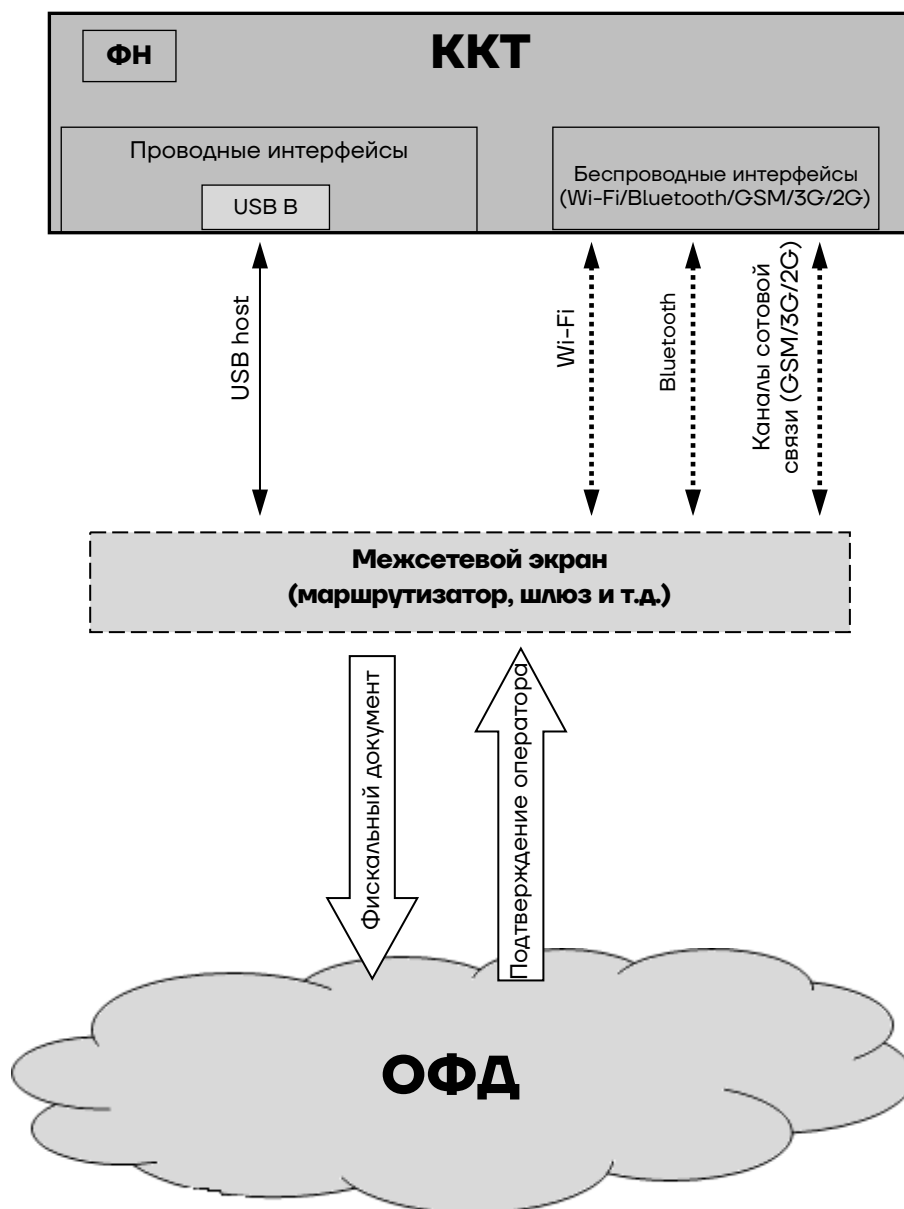 ФН
ККТ
Проводные интерфейсы
USB B
Беспроводные интерфейсы
(Wi-Fi/Bluetooth/GSM/3G/2G)
USB host
Wi-Fi
Bluetooth
Каналы сотовой
связи (GSM/3G/2G)
Межсетевой экран
(маршрутизатор, шлюз и т.д.)
Фискальный документ
Подтверждение оператора
ОФД